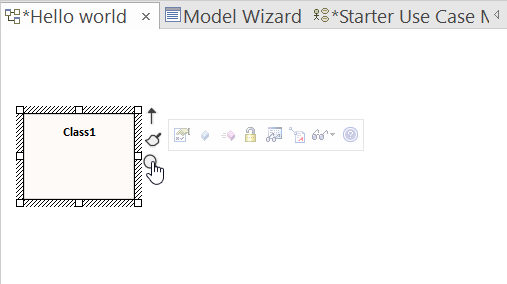 *Hello world
Model Wizard
*Starter Use Case M
Class1